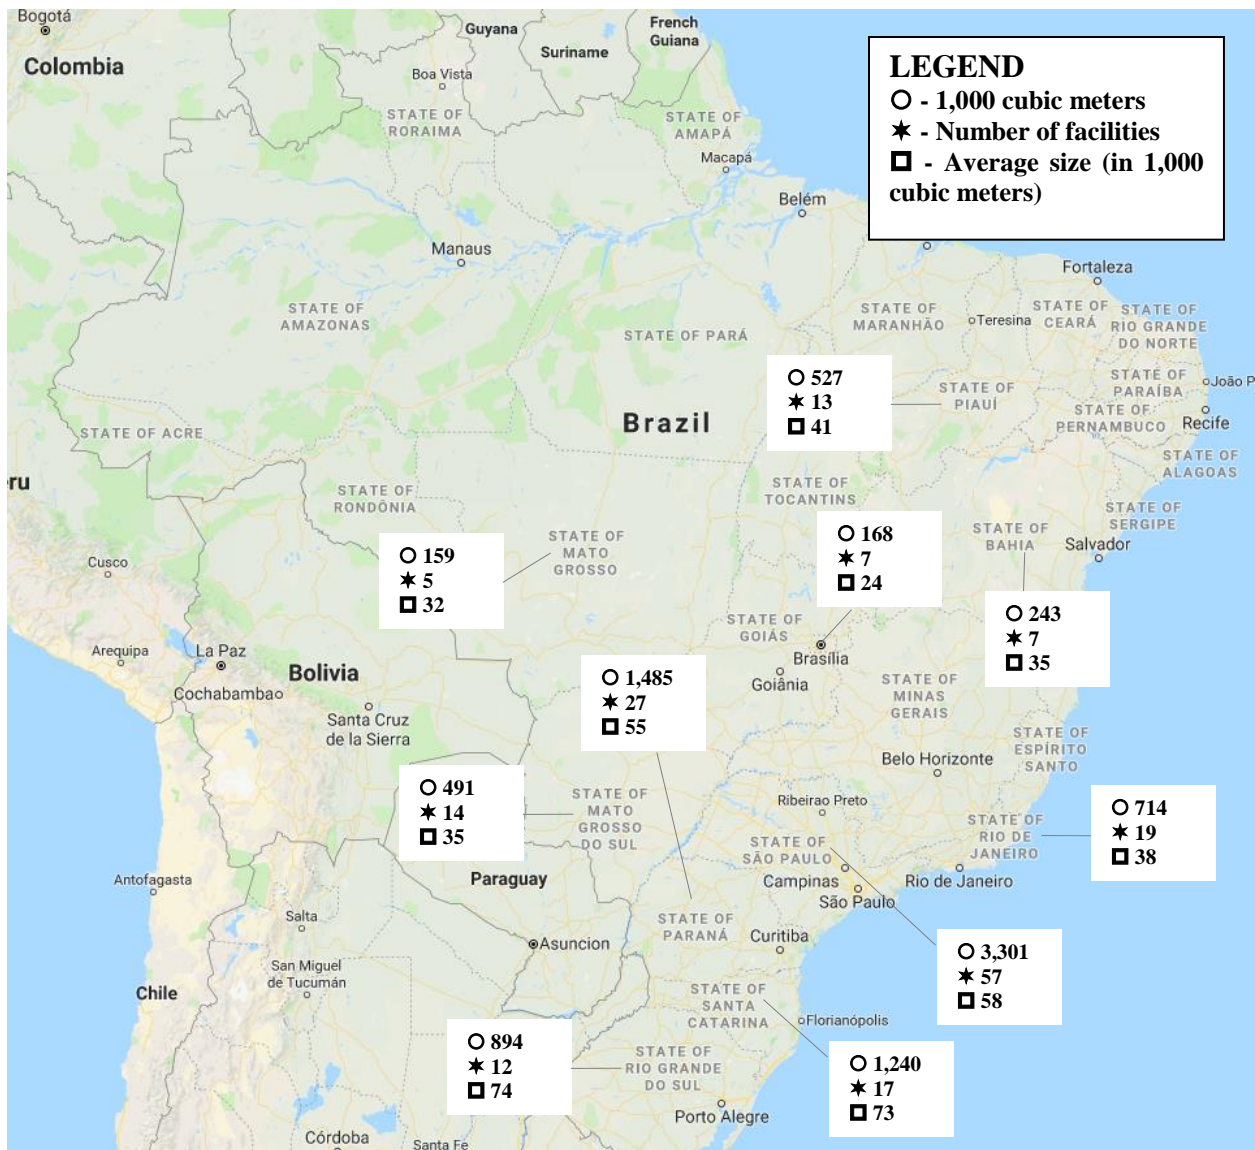 Bogotá
Colombia
Guyana
Suriname
French
Guiana
Boa Vista
STATE OF
RORAIMA
STATE OF
AMAPÁ
Macapá
Belém
LEGEND
- 1,000 cubic meters
- Number of facilities
- Average size (in 1,000
cubic meters)
Manaus
Fortaleza
STATE OF
AMAZONAS
STATE OF PARÁ
STATE OF
MARANHÃO
Teresina
STATE OF
CEARÁ
STATE OF
RIO GRANDE
DO NORTE
527
13
41
STATE OF
PIAUÍ
STATE OF
PARAÍBA
João P
STATE OF
PERNAMBUCO
Recife
Brazil
STATE OF ACRE
STATE OF
ALAGOAS
ru
STATE OF
RONDÔNIA
STATE OF
TOCANTINS
STATE OF
SERGIPE
STATE OF
MATO
GROSSO
159
5
32
168
7
24
STATE OF
BAHIA
Salvador
Cusco
243
7
35
STATE OF
GOIÁS
Brasília
Goiânia
Arequipa
La Paz
Bolivia
Cochabamba
Santa Cruz
de la Sierra
1,485
27
55
STATE OF
MINAS
GERAIS
STATE OF
ESPÍRITO
SANTO
Belo Horizonte
491
14
35
STATE OF
MATO
GROSSO
DO SUL
Ribeirao Preto
STATE OF
RIO DE
JANEIRO
714
19
38
STATE OF
SÃO PAULO
Campinas
São Paulo
Rio de Janeiro
Antofagasta
Paraguay
Salta
Asuncion
STATE OF
PARANÁ
Curitiba
3,301
57
58
San Miguel
de Tucumán
Chile
STATE OF
SANTA
CATARINA
Florianópolis
894
12
74
STATE OF
RIO GRANDE
DO SUL
1,240
17
73
Porto Alegre
Córdoba
Santa Fe